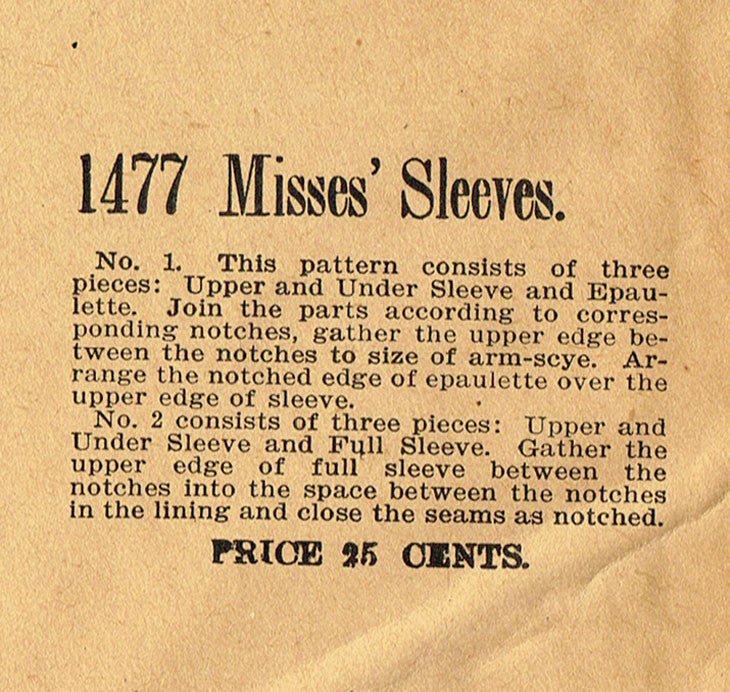 1477 Misses' Sleeves.
No. 1. This pattern consists of three
pieces: Upper and Under Sleeve and Epau-
lette. Join the parts according to corres-
ponding notches, gather the upper edge be-
tween the notches to size of arm-scye. Ar-
range the notched edge of epaulette over the
upper edge of sleeve.
No. 2 consists of three pieces: Upper and
Under Sleeve and Full Sleeve. Gather the
upper edge of full sleeve between the
notches into the space between the notches
in the lining and close the seams as notched.
PRICE 25 CENTS.